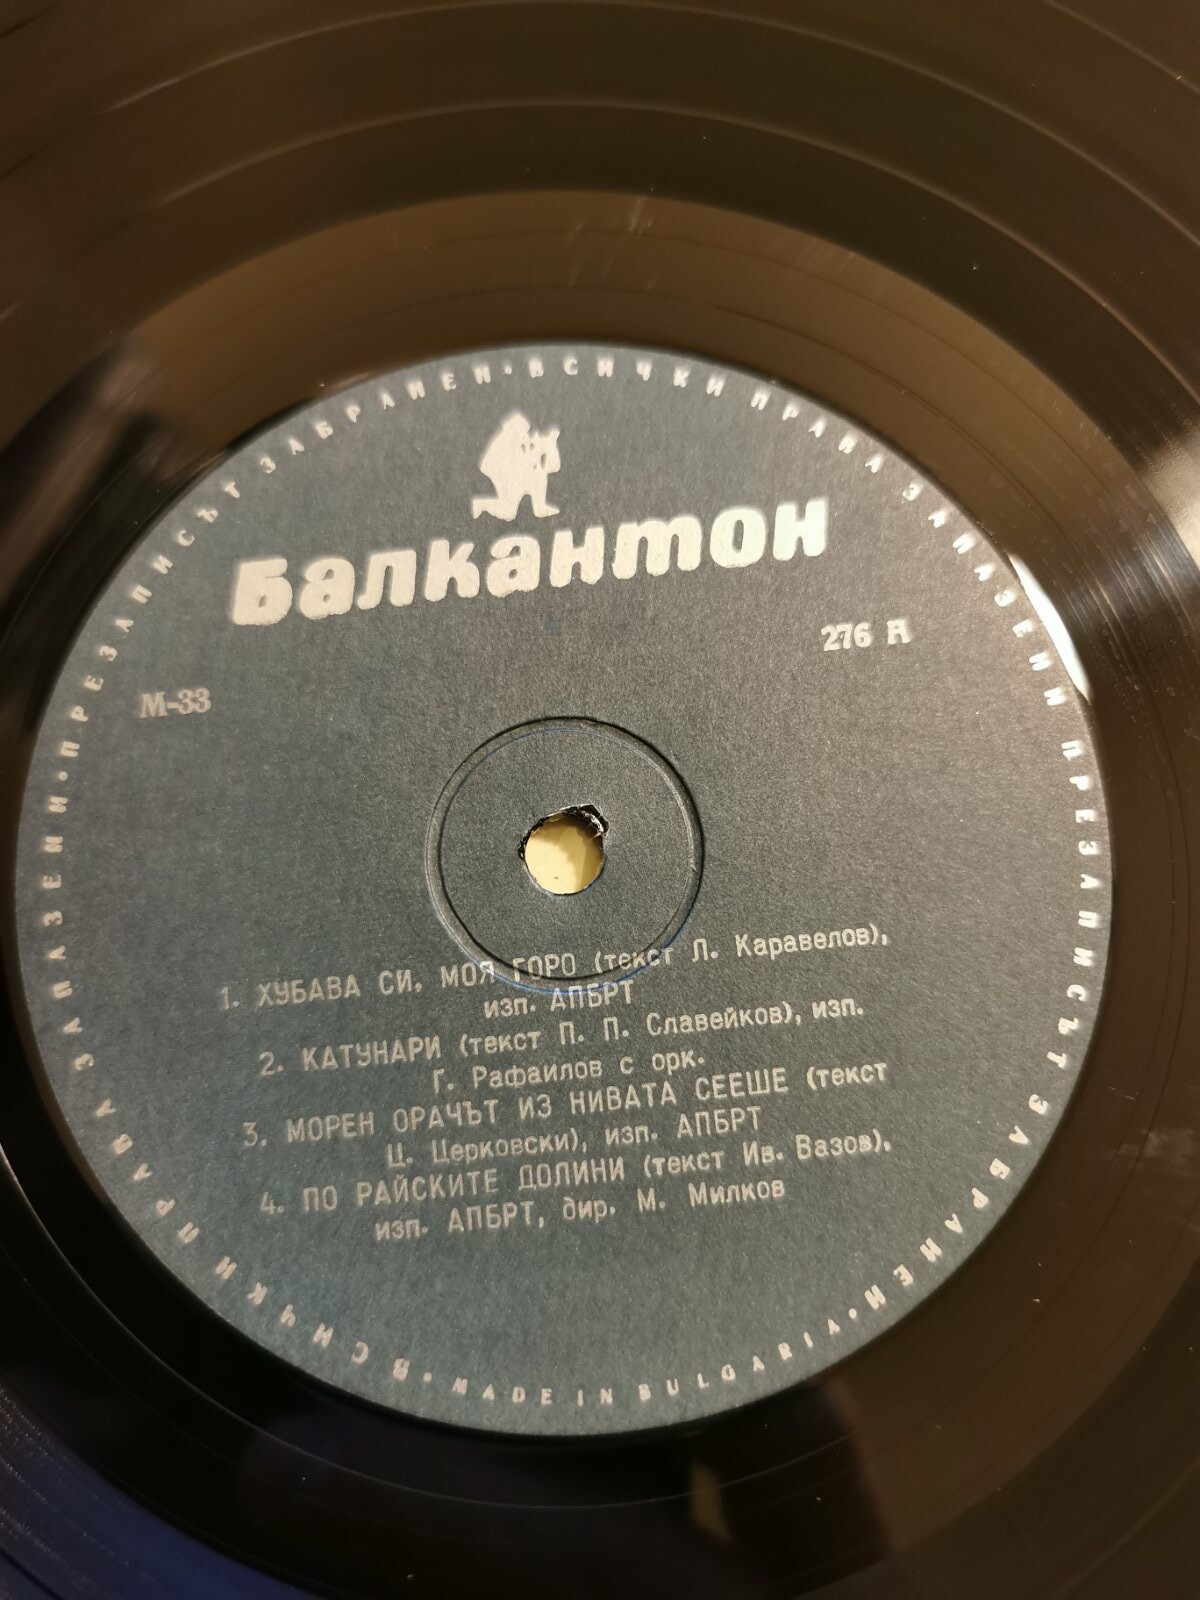 Балкантон
276 А
М-33
1. ХУБАВА СИ, МОЯ ГОРО (текст Л. Каравелов),
изп. АПБРТ
2. КАТУНАРИ (текст П. П. Славейков), изп.
Г. Рафаилов с орк.
3. МОРЕН ОРАЧЪТ ИЗ НИВАТА СЕЕШЕ (текст
Ц. Церковски), изп. АПБРТ
4. ПО РАЙСКИТЕ ДОЛИНИ (текст Ив. Вазов),
изп. АПБРТ, дир. М. Милков
ВСИЧКИ ПРАВА ЗАПАЗЕНИ · ПРЕЗАПИСЪТ ЗАБРАНЕН · ВСИЧКИ ПРАВА ЗАПАЗЕНИ ПРЕЗАПИСЪТ ЗАБРАНЕН · MADE IN BULGARIA ·